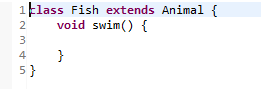 1 class Fish extends Animal {
2     void swim() {
3
4     }
5 }